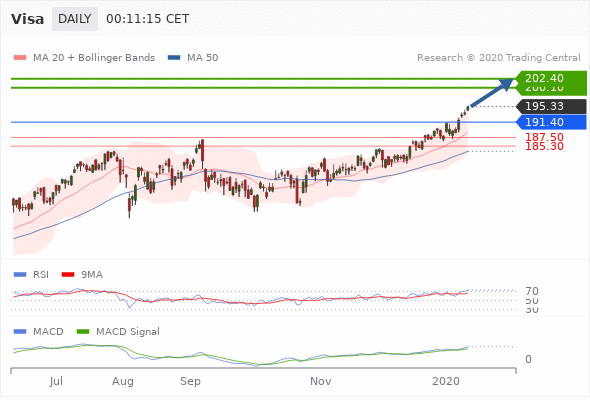 Visa DAILY 00:11:15 CET
MA 20 + Bollinger Bands MA 50 Research © 2020 Trading Central
202.40
200.10
195.33
191.40
187.50
185.30
RSI 9MA
70
50
30
MACD MACD Signal
0
Jul Aug Sep Nov 2020